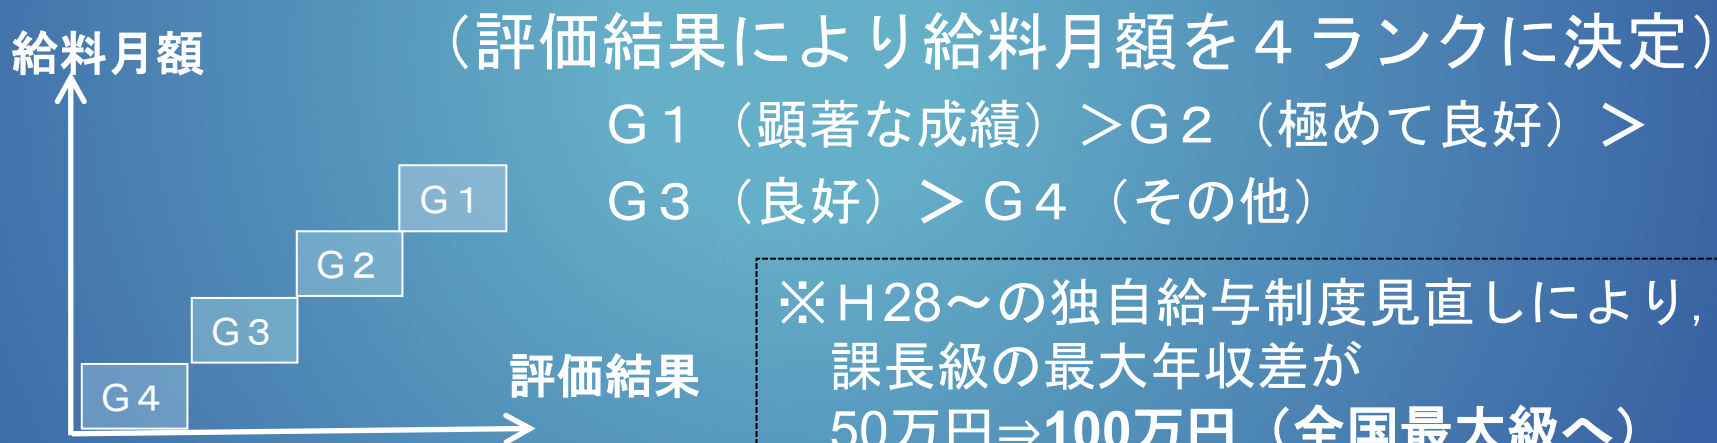 （評価結果により給料月額を４ランクに決定）
給料月額
Ｇ１（顕著な成績）＞Ｇ２（極めて良好）＞
Ｇ３（良好）＞Ｇ４（その他）
Ｇ１
Ｇ２
Ｇ３
Ｇ４
評価結果
※Ｈ28～の独自給与制度見直しにより，
課長級の最大年収差が
50万円⇒100万円（全国最大級へ）